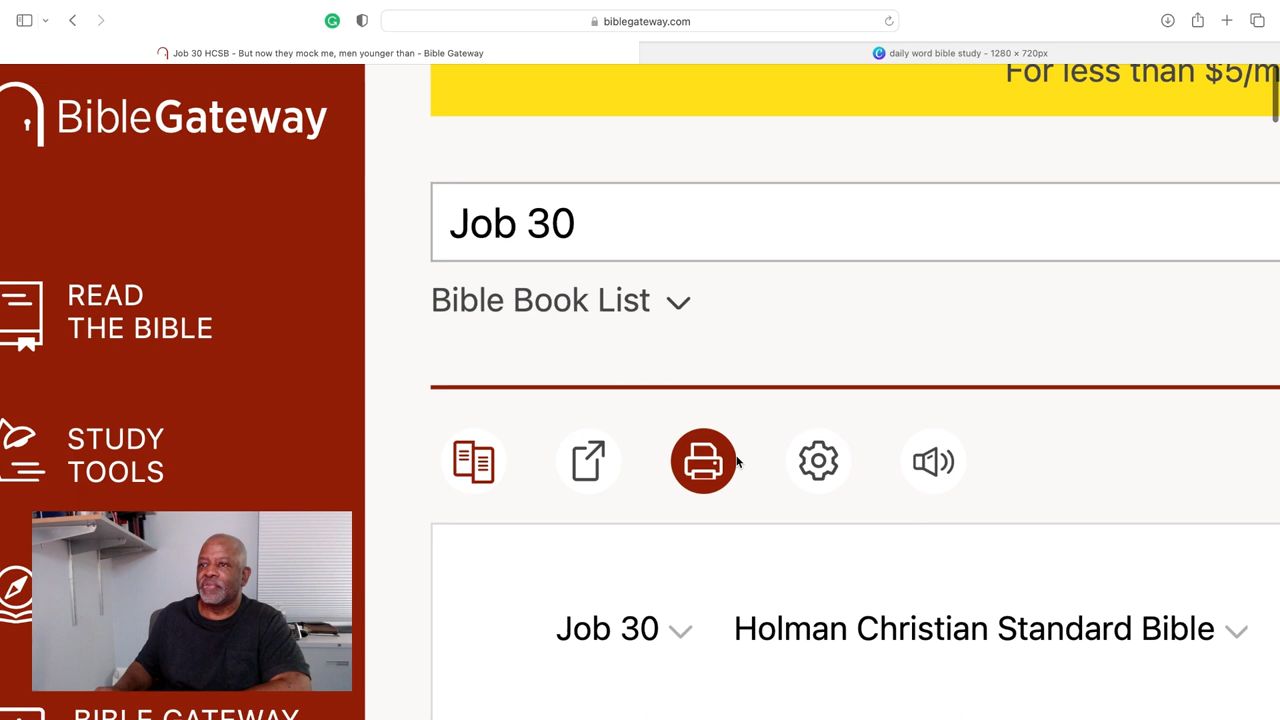 biblegateway.com
Job 30 HCSB - But now they mock me, men younger than - Bible Gateway
daily word bible study - 1280 × 720px
For less than $5/m
BibleGateway
Job 30
Bible Book List
READ
THE BIBLE
STUDY
TOOLS
Job 30
Holman Christian Standard Bible
BIBLE GATEWAY